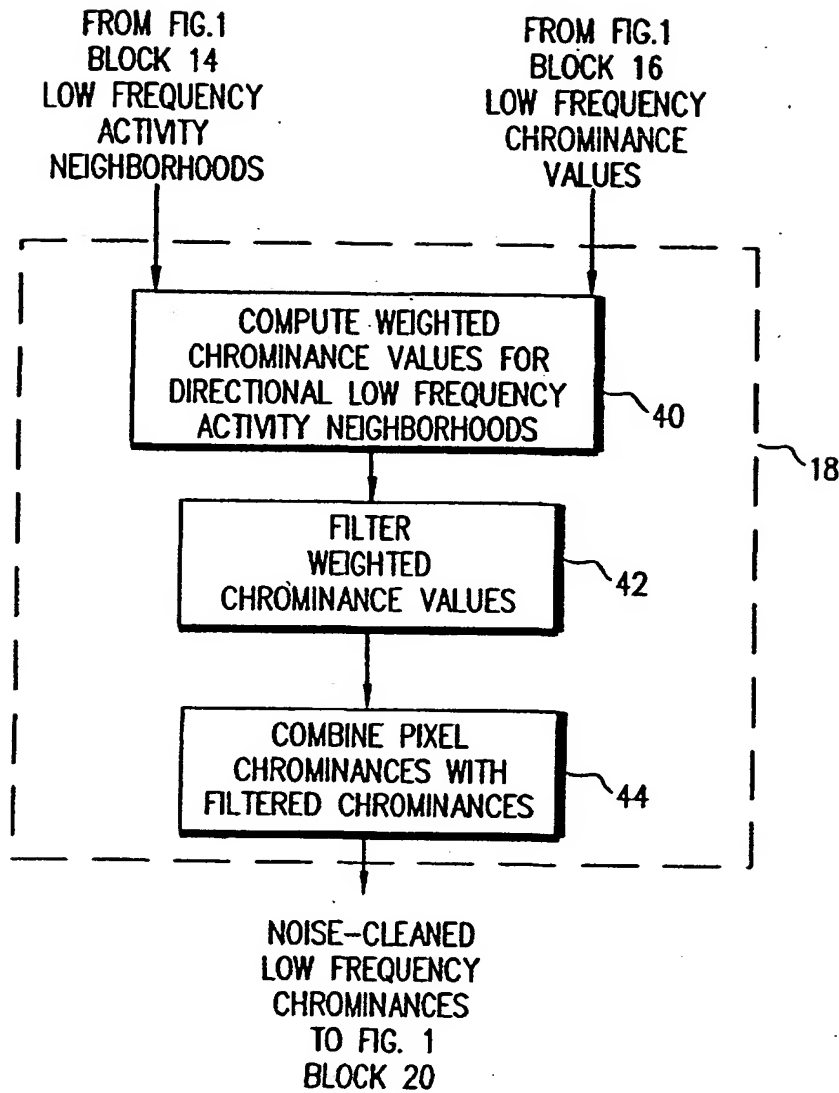 FROM FIG.1
BLOCK 14
LOW FREQUENCY
ACTIVITY
NEIGHBORHOODS
FROM FIG.1
BLOCK 16
LOW FREQUENCY
CHROMINANCE
VALUES
COMPUTE WEIGHTED
CHROMINANCE VALUES FOR
DIRECTIONAL LOW FREQUENCY
ACTIVITY NEIGHBORHOODS
40
18
FILTER
WEIGHTED
CHROMINANCE VALUES
42
COMBINE PIXEL
CHROMINANCES WITH
FILTERED CHROMINANCES
44
NOISE-CLEANED
LOW FREQUENCY
CHROMINANCES
TO FIG. 1
BLOCK 20